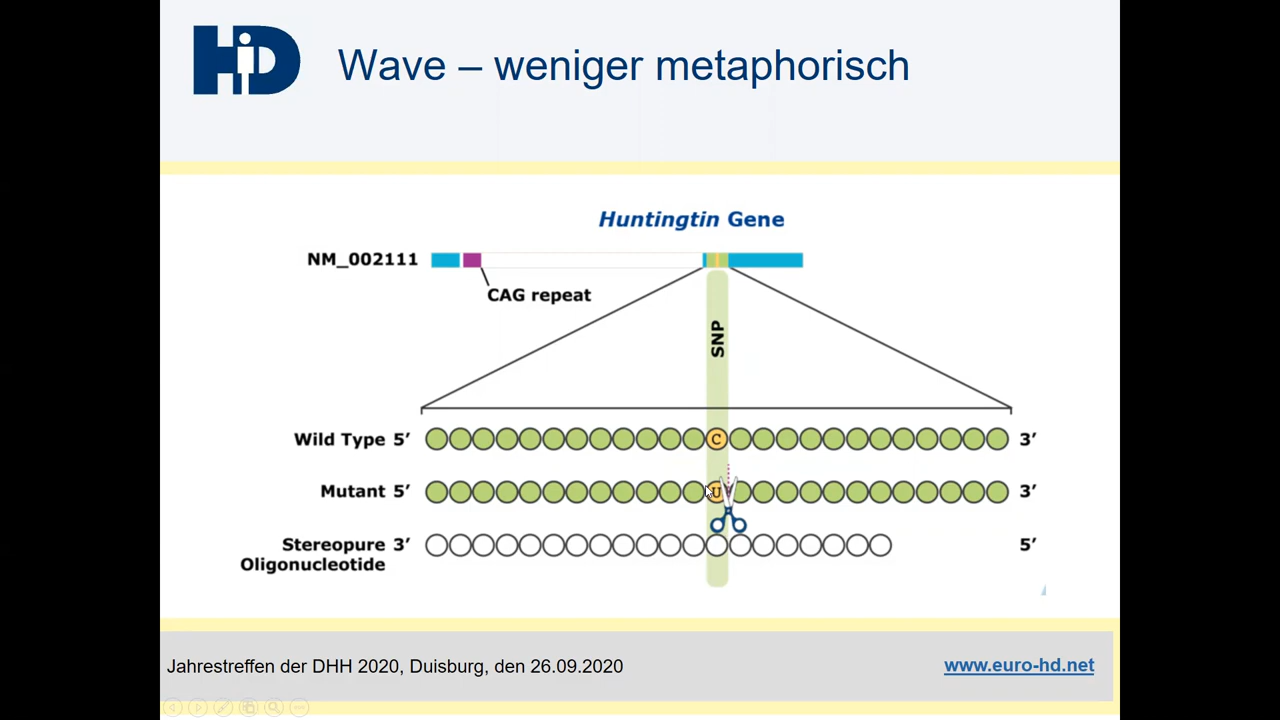 HD
Wave – weniger metaphorisch
Huntingtin Gene
NM_002111
CAG repeat
SNP
Wild Type 5′ C 3′
Mutant 5′ U 3′
Stereopure 3′ 5′
Oligonucleotide
Jahrestreffen der DHH 2020, Duisburg, den 26.09.2020
www.euro-hd.net